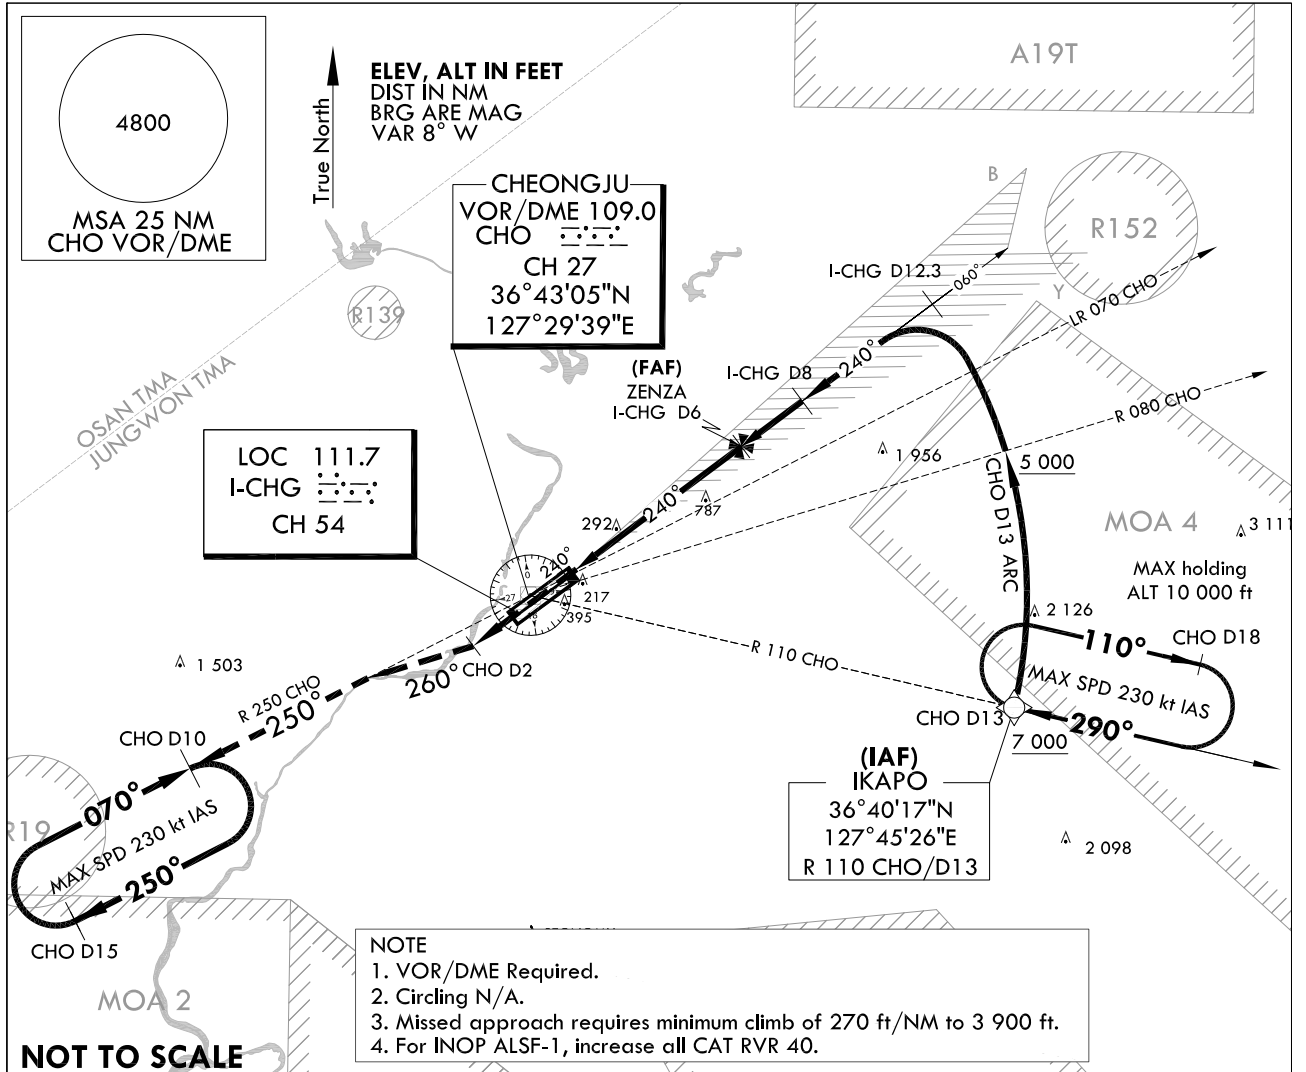 4800
MSA 25 NM
CHO VOR/DME
True North
ELEV, ALT IN FEET
DIST IN NM
BRG ARE MAG
VAR 8° W
A19T
CHEONGJU
VOR/DME 109.0
CHO
CH 27
36°43'05"N
127°29'39"E
B
R152
Y
R139
I-CHG D12.3
060°
LR 070 CHO
OSAN TMA
JUNGWON TMA
(FAF)
ZENZA
I-CHG D6
I-CHG D8
240°
R 080 CHO
LOC 111.7
I-CHG
CH 54
1 956
5 000
CHO D13 ARC
MOA 4
3 111
MAX holding
ALT 10 000 ft
240°
787
292
240°
0
27
217
395
2 126
110°
CHO D18
R 110 CHO
MAX SPD 230 kt IAS
290°
CHO D13
7 000
1 503
CHO D2
260°
R 250 CHO
250°
CHO D10
070°
MAX SPD 230 kt IAS
250°
R19
CHO D15
(IAF)
IKAPO
36°40'17"N
127°45'26"E
R 110 CHO/D13
2 098
MOA 2
NOTE
1. VOR/DME Required.
2. Circling N/A.
3. Missed approach requires minimum climb of 270 ft/NM to 3 900 ft.
4. For INOP ALSF-1, increase all CAT RVR 40.
NOT TO SCALE